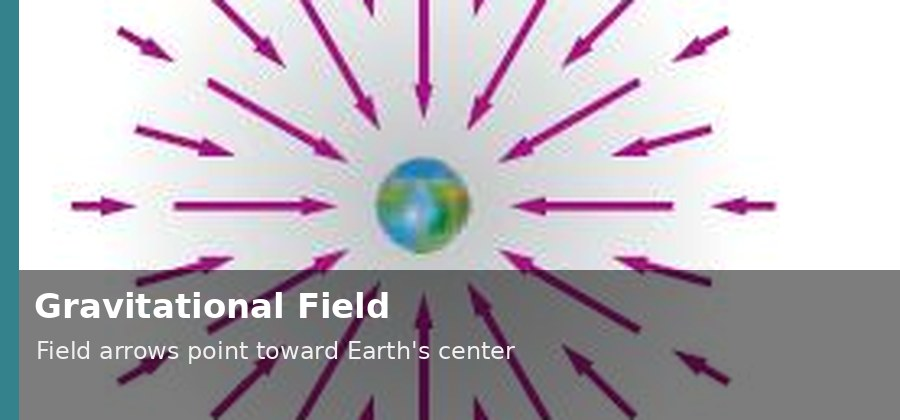 Gravitational Field
Field arrows point toward Earth's center